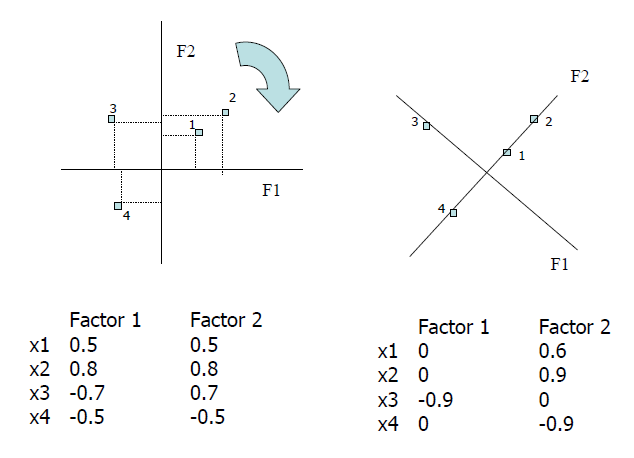 F2
2
3
1
F1
4
F2
3
2
1
4
F1
Factor 1 Factor 2
x1 0.5 0.5
x2 0.8 0.8
x3 -0.7 0.7
x4 -0.5 -0.5
Factor 1 Factor 2
x1 0 0.6
x2 0 0.9
x3 -0.9 0
x4 0 -0.9